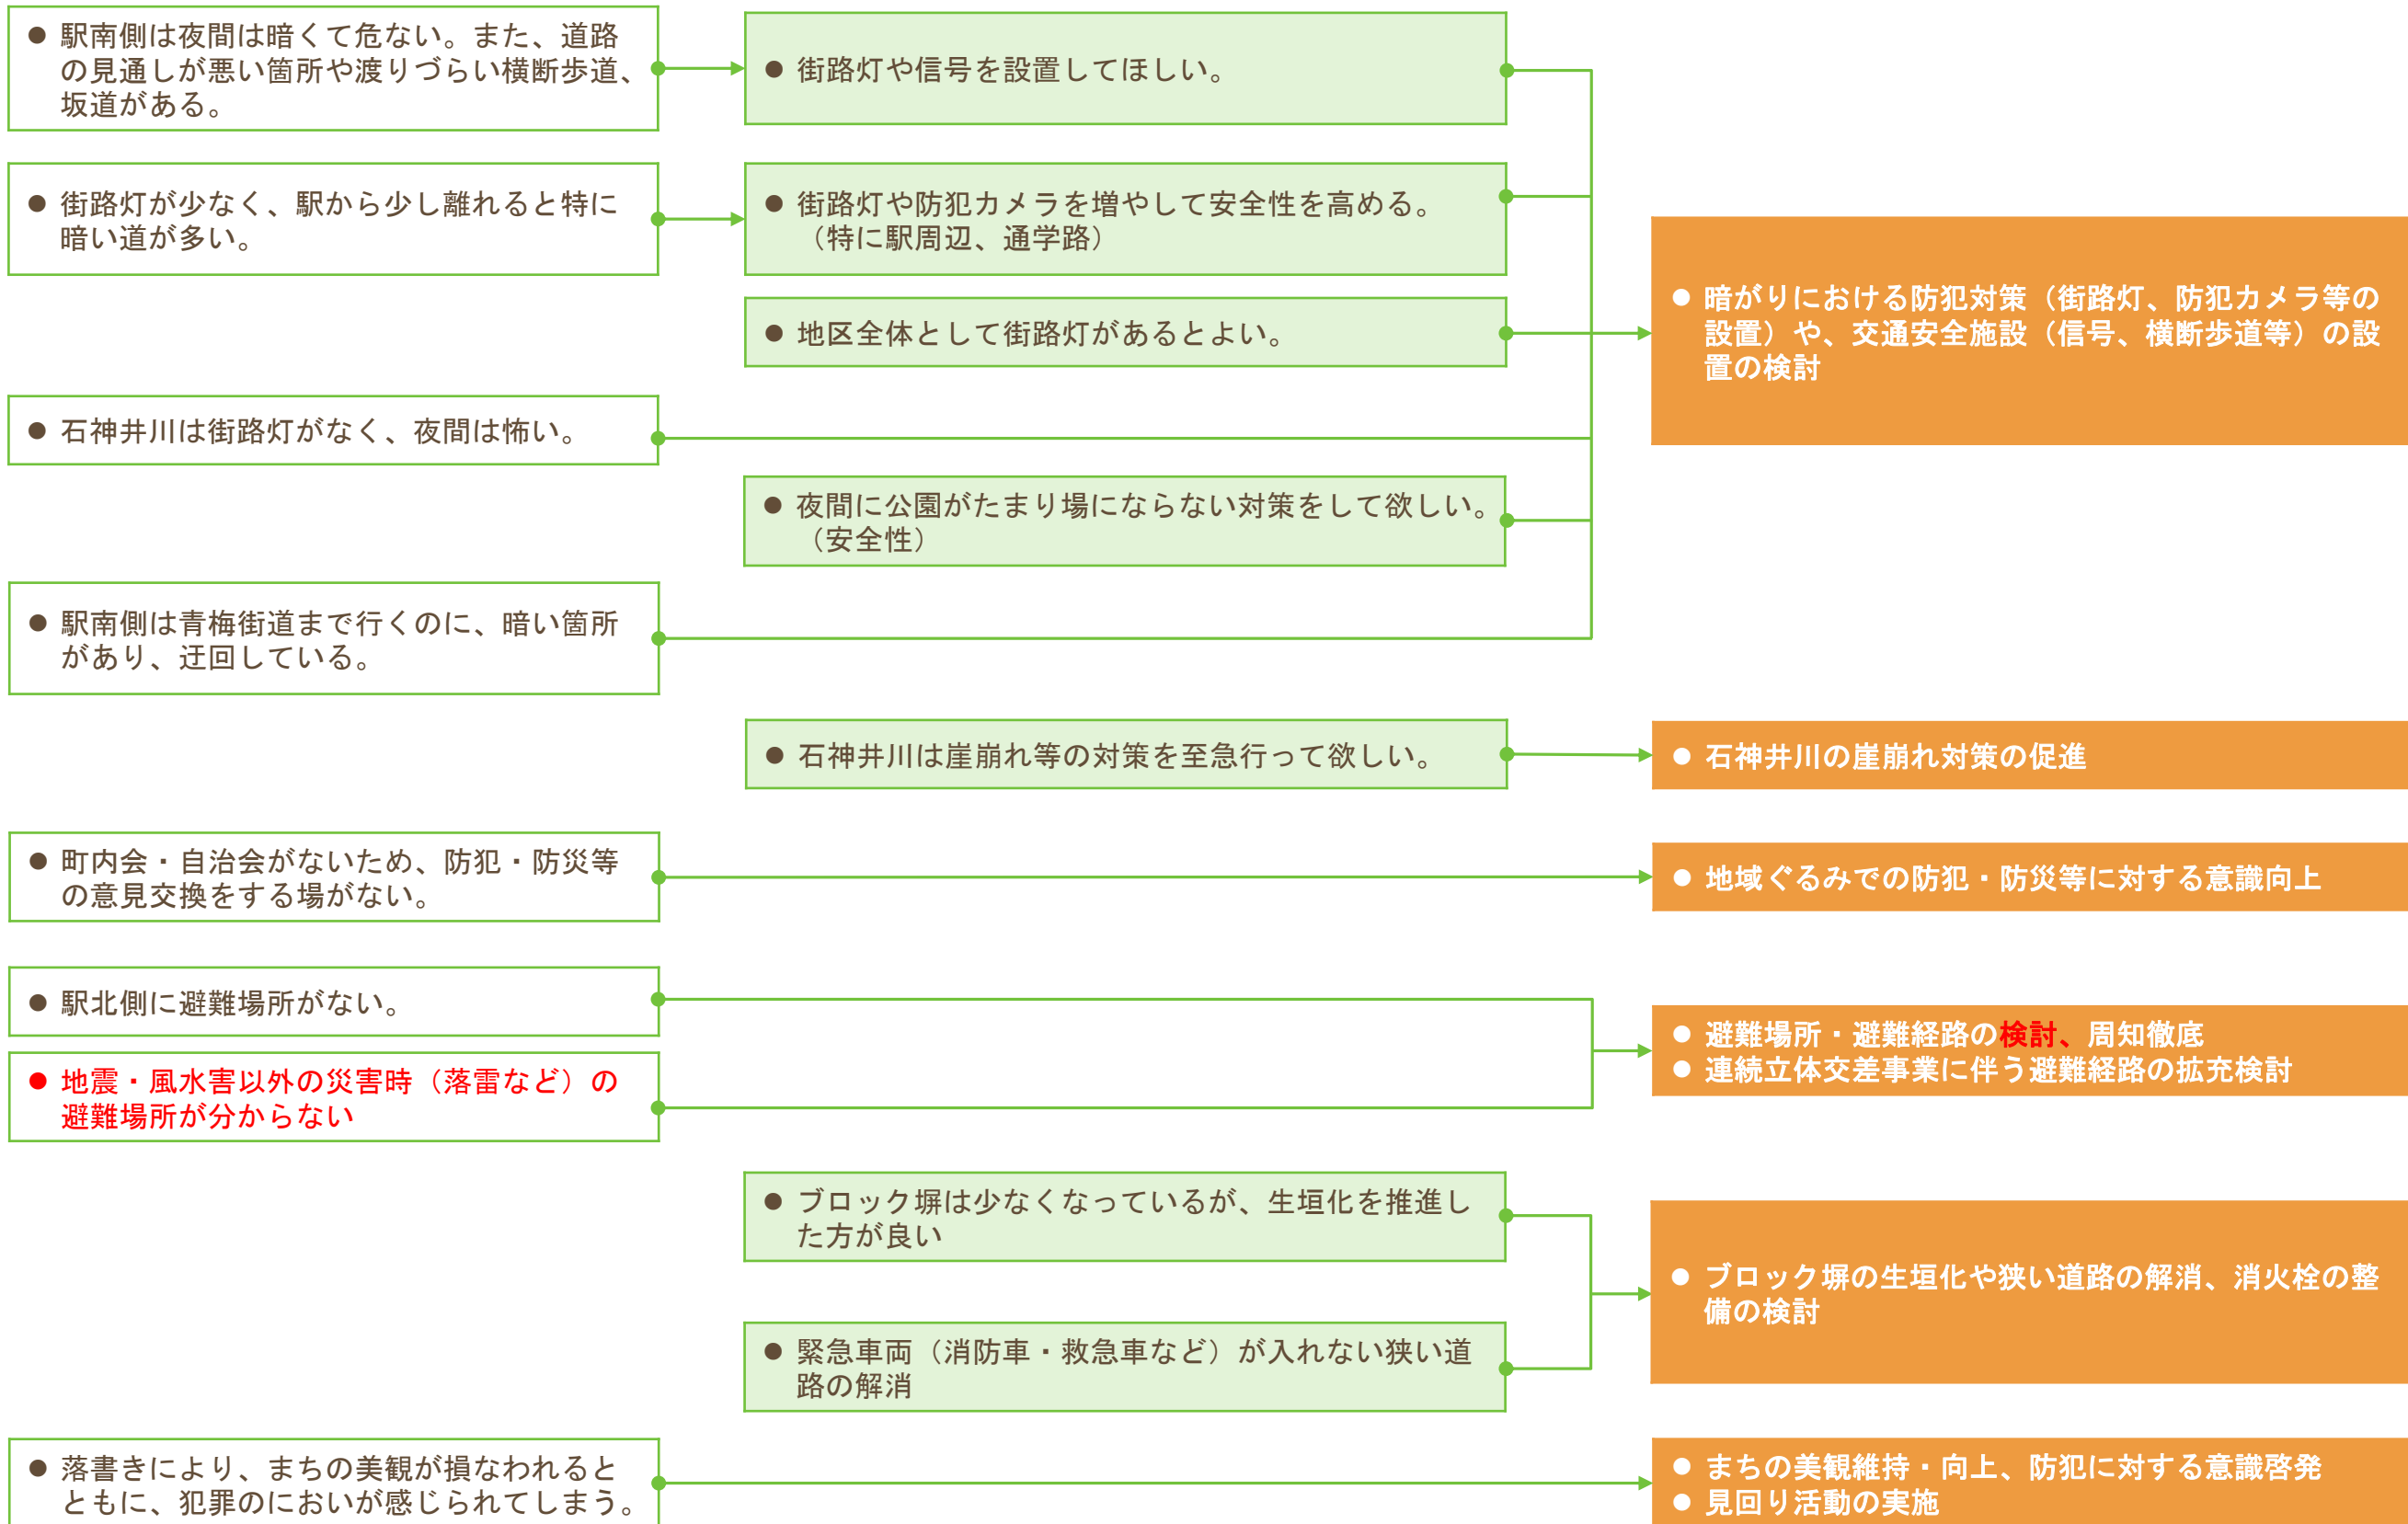 ● 駅南側は夜間は暗くて危ない。また、道路
の見通しが悪い箇所や渡りづらい横断歩道、
坂道がある。
● 街路灯や信号を設置してほしい。
● 街路灯が少なく、駅から少し離れると特に
暗い道が多い。
● 街路灯や防犯カメラを増やして安全性を高める。
（特に駅周辺、通学路）
● 地区全体として街路灯があるとよい。
● 暗がりにおける防犯対策（街路灯、防犯カメラ等の
設置）や、交通安全施設（信号、横断歩道等）の設
置の検討
● 石神井川は街路灯がなく、夜間は怖い。
● 夜間に公園がたまり場にならない対策をして欲しい。
（安全性）
● 駅南側は青梅街道まで行くのに、暗い箇所
があり、迂回している。
● 石神井川は崖崩れ等の対策を至急行って欲しい。
● 石神井川の崖崩れ対策の促進
● 町内会・自治会がないため、防犯・防災等
の意見交換をする場がない。
● 地域ぐるみでの防犯・防災等に対する意識向上
● 駅北側に避難場所がない。
● 地震・風水害以外の災害時（落雷など）の
避難場所が分からない
● 避難場所・避難経路の検討、周知徹底
● 連続立体交差事業に伴う避難経路の拡充検討
● ブロック塀は少なくなっているが、生垣化を推進し
た方が良い
● 緊急車両（消防車・救急車など）が入れない狭い道
路の解消
● ブロック塀の生垣化や狭い道路の解消、消火栓の整
備の検討
● 落書きにより、まちの美観が損なわれると
ともに、犯罪のにおいが感じられてしまう。
● まちの美観維持・向上、防犯に対する意識啓発
● 見回り活動の実施